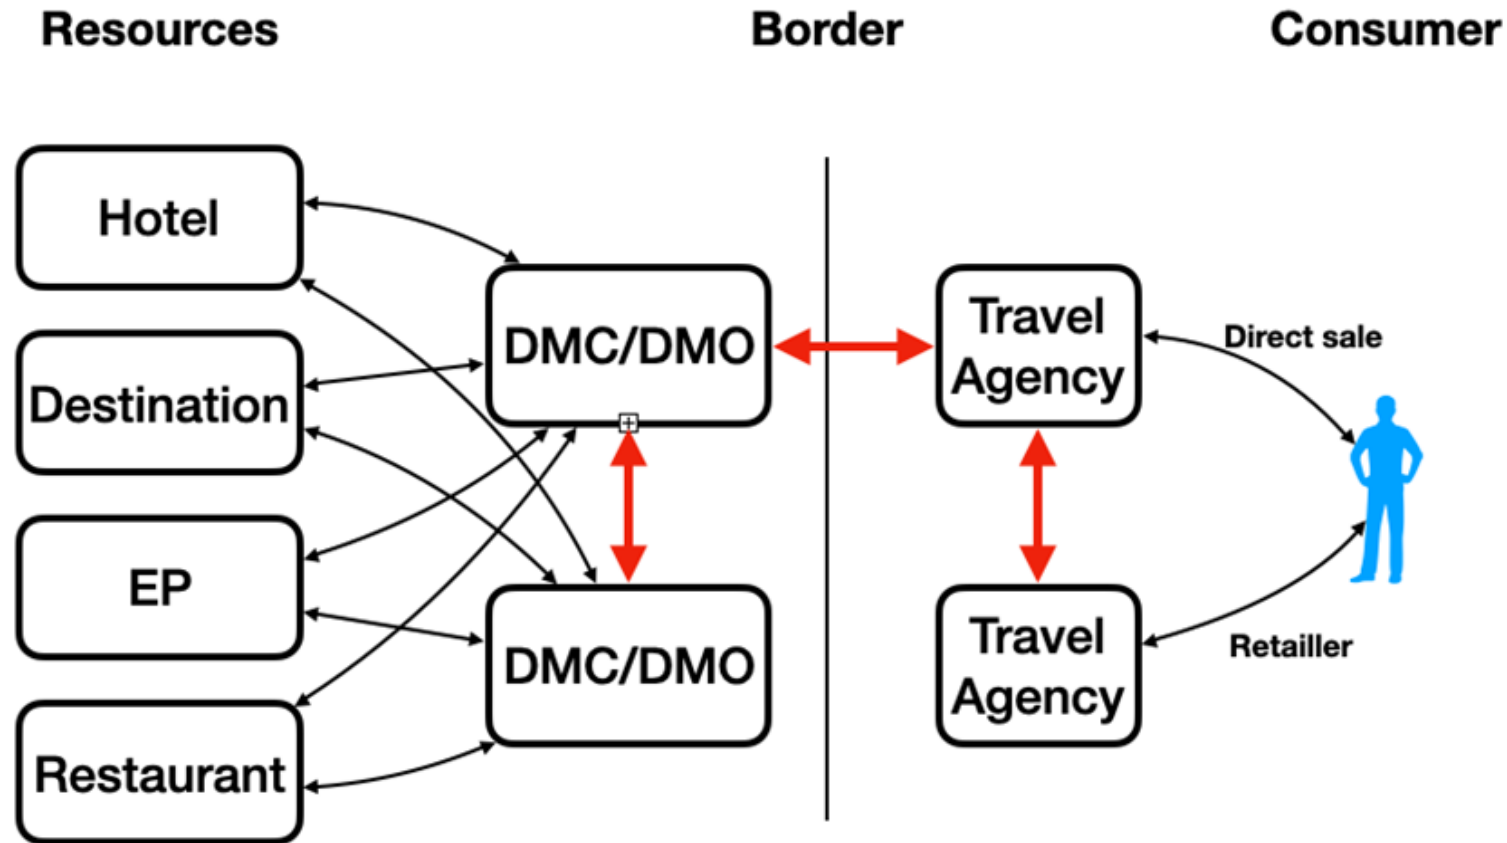 Resources
Border
Consumer
Hotel
Destination
EP
Restaurant
DMC/DMO
DMC/DMO
Travel
Agency
Travel
Agency
Direct sale
Retailler